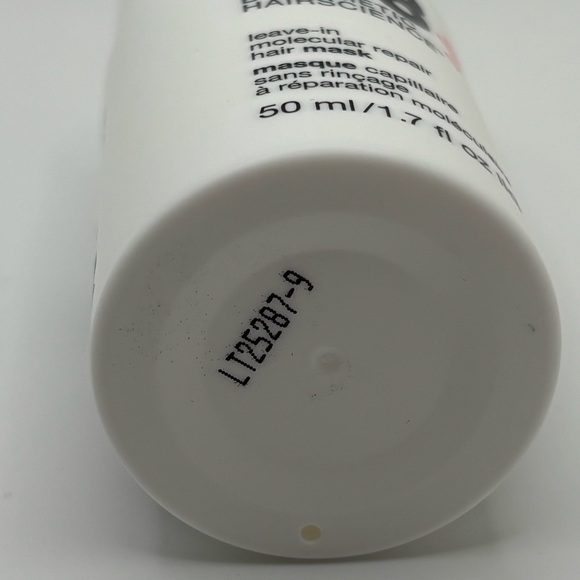 HAIRSCIENCE
leave-in
molecular repair
hair mask
masque capillaire
sans rinçage
à réparation
50 ml/1.7 fl oz
LT25287-9